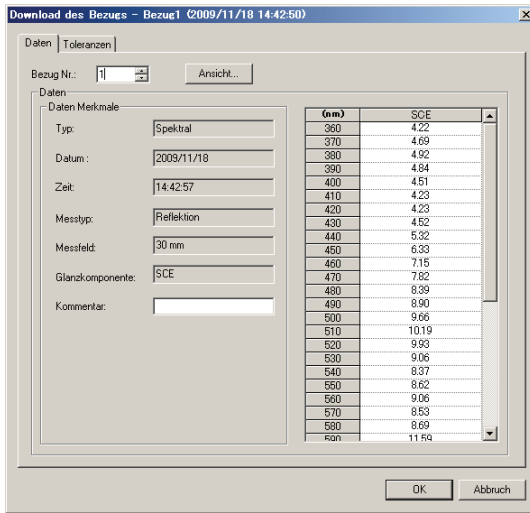 Download des Bezugs - Bezug1 (2009/11/18 14:42:50)
Daten
Toleranzen
Bezug Nr.: 1 Ansicht...
Daten
Daten Merkmale
Typ: Spektral
Datum : 2009/11/18
Zeit: 14:42:57
Messtyp: Reflektion
Messfeld: 30 mm
Glanzkomponente: SCE
Kommentar:
(nm) SCE
360 4.22
370 4.69
380 4.92
390 4.84
400 4.51
410 4.23
420 4.23
430 4.52
440 5.32
450 6.33
460 7.15
470 7.82
480 8.39
490 8.90
500 9.66
510 10.19
520 9.93
530 9.06
540 8.37
550 8.62
560 9.06
570 8.53
580 8.69
590 11.59
OK Abbruch